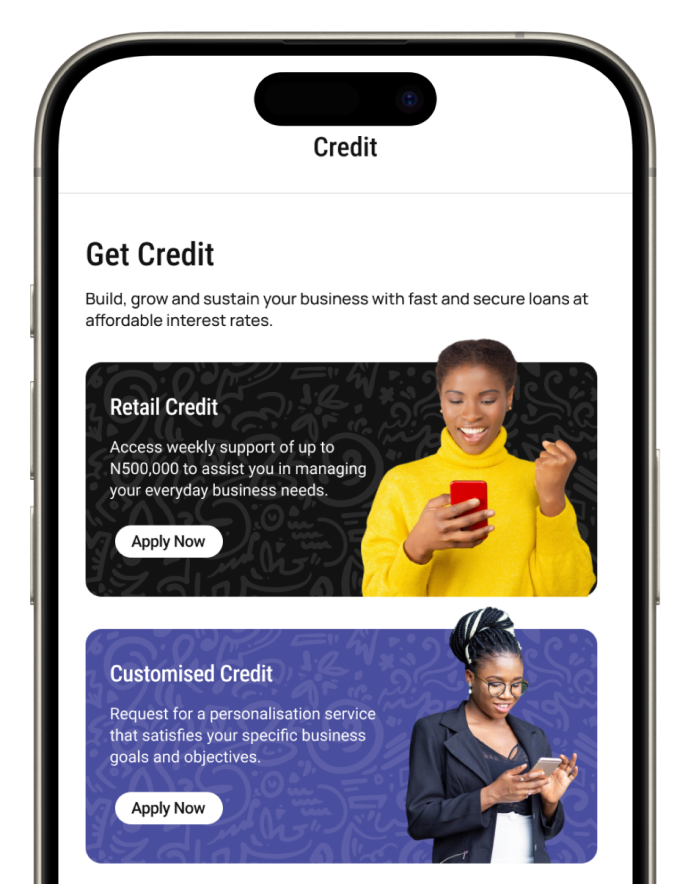 Credit
Get Credit
Build, grow and sustain your business with fast and secure loans at
affordable interest rates.
Retail Credit
Access weekly support of up to
N500,000 to assist you in managing
your everyday business needs.
Apply Now
Customised Credit
Request for a personalisation service
that satisfies your specific business
goals and objectives.
Apply Now